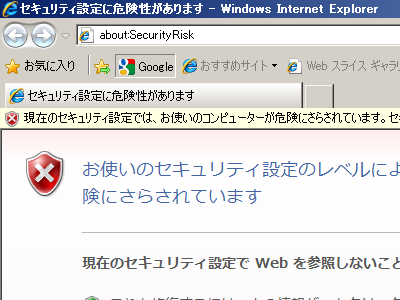 セキュリティ設定に危険性があります - Windows Internet Explorer
about:SecurityRisk
お気に入り Google おすすめサイト Web スライス ギャラリ
セキュリティ設定に危険性があります
現在のセキュリティ設定では、お使いのコンピューターが危険にさらされています。セ
お使いのセキュリティ設定のレベルによ
険にさらされています
現在のセキュリティ設定で Web を参照しないこと